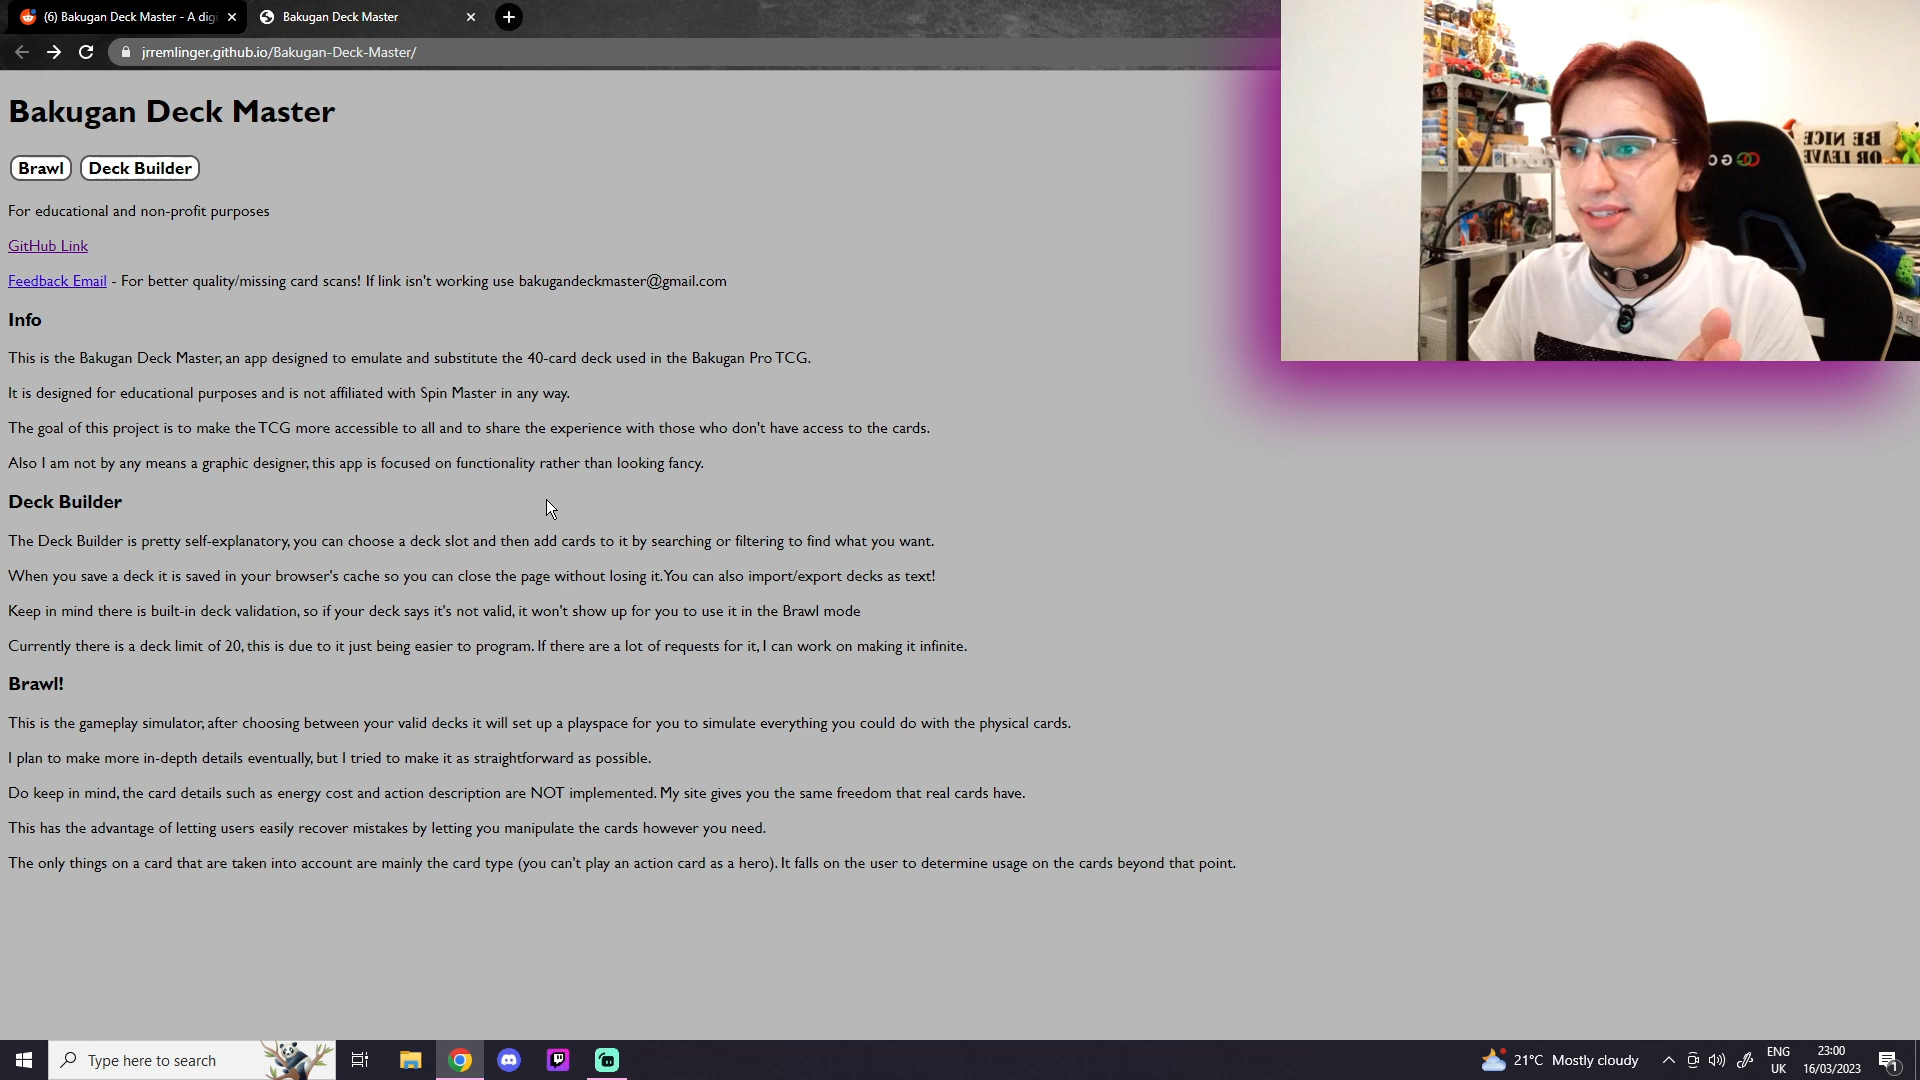 (6) Bakugan Deck Master - A dig
Bakugan Deck Master
jrremlinger.github.io/Bakugan-Deck-Master/
Bakugan Deck Master
Brawl
Deck Builder
For educational and non-profit purposes
GitHub Link
Feedback Email - For better quality/missing card scans! If link isn't working use bakugandeckmaster@gmail.com
Info
This is the Bakugan Deck Master, an app designed to emulate and substitute the 40-card deck used in the Bakugan Pro TCG.
It is designed for educational purposes and is not affiliated with Spin Master in any way.
The goal of this project is to make the TCG more accessible to all and to share the experience with those who don't have access to the cards.
Also I am not by any means a graphic designer, this app is focused on functionality rather than looking fancy.
Deck Builder
The Deck Builder is pretty self-explanatory, you can choose a deck slot and then add cards to it by searching or filtering to find what you want.
When you save a deck it is saved in your browser's cache so you can close the page without losing it. You can also import/export decks as text!
Keep in mind there is built-in deck validation, so if your deck says it's not valid, it won't show up for you to use it in the Brawl mode
Currently there is a deck limit of 20, this is due to it just being easier to program. If there are a lot of requests for it, I can work on making it infinite.
Brawl!
This is the gameplay simulator, after choosing between your valid decks it will set up a playspace for you to simulate everything you could do with the physical cards.
I plan to make more in-depth details eventually, but I tried to make it as straightforward as possible.
Do keep in mind, the card details such as energy cost and action description are NOT implemented. My site gives you the same freedom that real cards have.
This has the advantage of letting users easily recover mistakes by letting you manipulate the cards however you need.
The only things on a card that are taken into account are mainly the card type (you can't play an action card as a hero). It falls on the user to determine usage on the cards beyond that point.
BE NICE
OR LEAVE
Type here to search
21°C Mostly cloudy
ENG
UK
23:00
16/03/2023
1